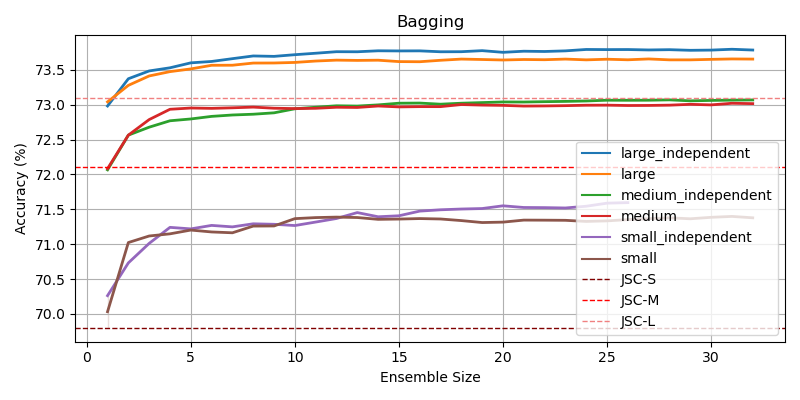 Bagging
Accuracy (%)
73.5
73.0
72.5
72.0
71.5
71.0
70.5
70.0
large_independent
large
medium_independent
medium
small_independent
small
JSC-S
JSC-M
JSC-L
0 5 10 15 20 25 30
Ensemble Size